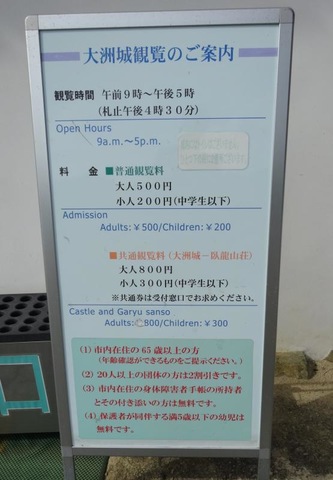 大洲城観覧のご案内
観覧時間 午前9時～午後5時
(札止午後4時30分)
Open Hours
9a.m.～5p.m.
料 金 ■普通観覧料
大人500円
小人200円(中学生以下)
Admission
Adults: ¥500/Children: ¥200
■共通観覧料(大洲城－臥龍山荘)
大人800円
小人300円(中学生以下)
※共通券は受付窓口でお求めください。
Castle and Garyu sanso
Adults: 800/Children: ¥300
(1) 市内在住の65歳以上の方
(年齢確認ができるものをご提示ください。)
(2) 20人以上の団体の方は2割引きです。
(3) 市内在住の身体障害者手帳の所持者
とその付き添いの方は無料です。
(4) 保護者が同伴する満5歳以下の幼児は
無料です。